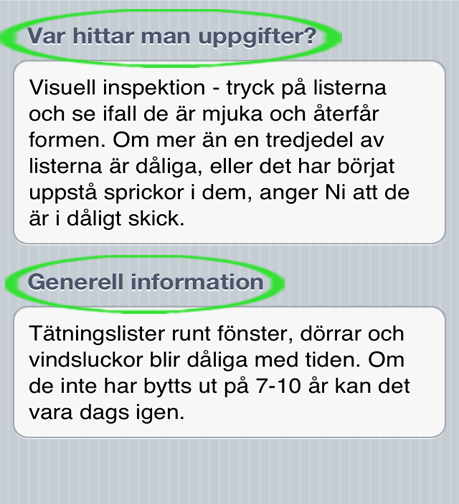 Var hittar man uppgifter?
Visuell inspektion - tryck på listerna
och se ifall de är mjuka och återfår
formen. Om mer än en tredjedel av
listerna är dåliga, eller det har börjat
uppstå sprickor i dem, anger Ni att de
är i dåligt skick.
Generell information
Tätningslister runt fönster, dörrar och
vindsluckor blir dåliga med tiden. Om
de inte har bytts ut på 7-10 år kan det
vara dags igen.